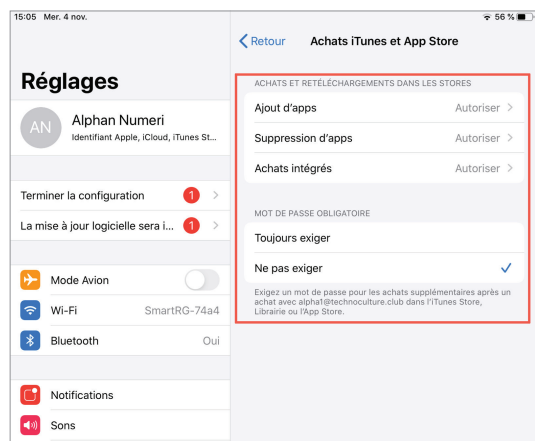 15:05 Mer. 4 nov.
56 %
Réglages
AN
Alphan Numeri
Identifiant Apple, iCloud, iTunes St...
Terminer la configuration 1
La mise à jour logicielle sera i... 1
Mode Avion
Wi-Fi SmartRG-74a4
Bluetooth Oui
Notifications
Sons
Retour Achats iTunes et App Store
ACHATS ET RETÉLÉCHARGEMENTS DANS LES STORES
Ajout d'apps Autoriser
Suppression d'apps Autoriser
Achats intégrés Autoriser
MOT DE PASSE OBLIGATOIRE
Toujours exiger
Ne pas exiger
Exigez un mot de passe pour les achats supplémentaires après un
achat avec alpha1@technoculture.club dans l'iTunes Store,
Librairie ou l'App Store.